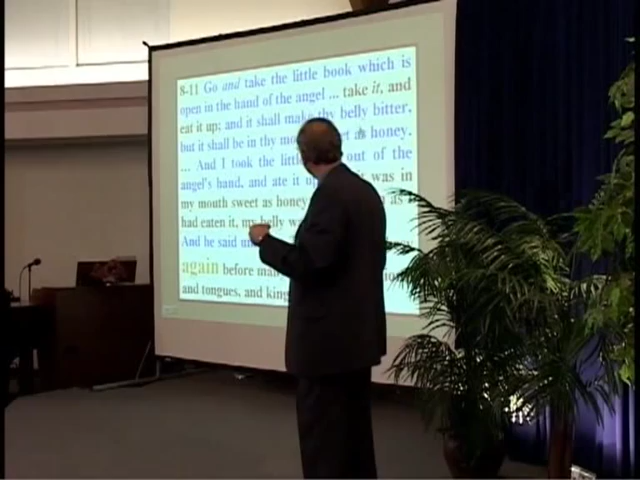 8-11 Go and take the little book which is
open in the hand of the angel ... take it, and
eat it up; and it shall make thy belly bitter,
but it shall be in thy sweet as honey.
... And I took the out of the
angel's hand, and ate it was in
my mouth sweet as honey as
had eaten it, my belly
And he said
again before
and tongues, and